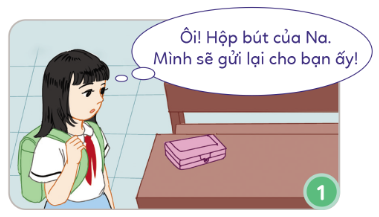 Ôi! Hộp bút của Na.
Mình sẽ gửi lại cho bạn ấy!
1